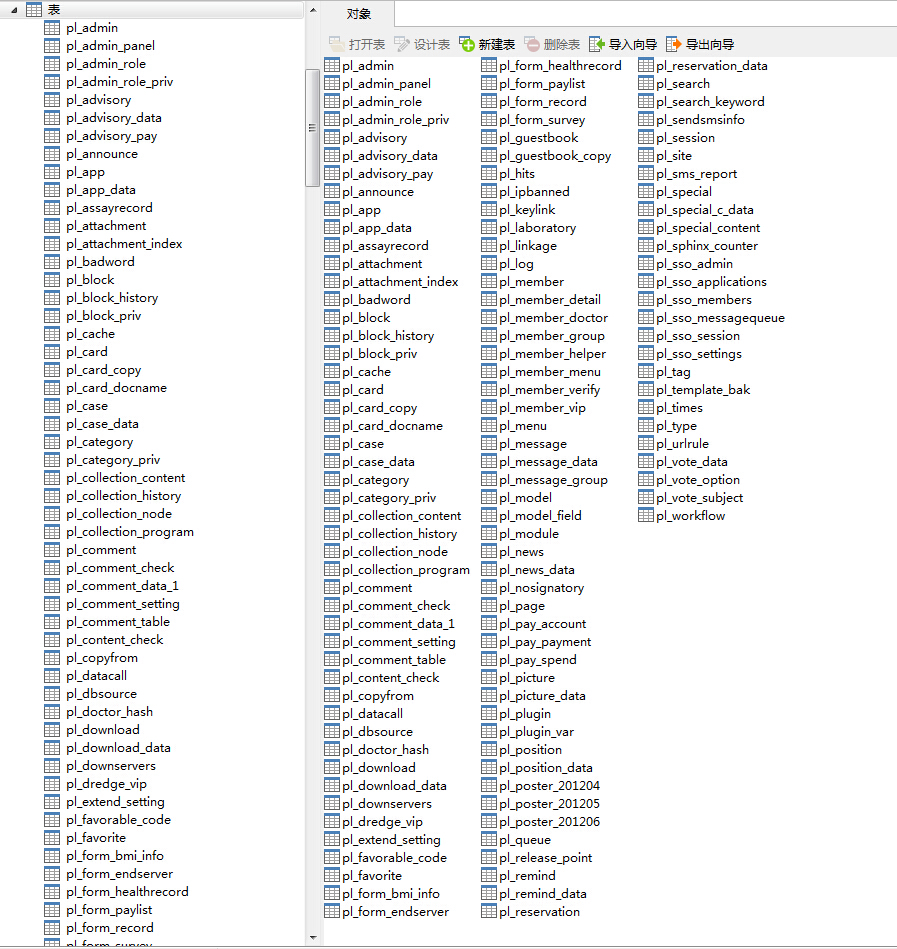 表
pl_admin
pl_admin_panel
pl_admin_role
pl_admin_role_priv
pl_advisory
pl_advisory_data
pl_advisory_pay
pl_announce
pl_app
pl_app_data
pl_assayrecord
pl_attachment
pl_attachment_index
pl_badword
pl_block
pl_block_history
pl_block_priv
pl_cache
pl_card
pl_card_copy
pl_card_docname
pl_case
pl_case_data
pl_category
pl_category_priv
pl_collection_content
pl_collection_history
pl_collection_node
pl_collection_program
pl_comment
pl_comment_check
pl_comment_data_1
pl_comment_setting
pl_comment_table
pl_content_check
pl_copyfrom
pl_datacall
pl_dbsource
pl_doctor_hash
pl_download
pl_download_data
pl_downservers
pl_dredge_vip
pl_extend_setting
pl_favorable_code
pl_favorite
pl_form_bmi_info
pl_form_endserver
pl_form_healthrecord
pl_form_paylist
pl_form_record
pl_form_survey
对象
打开表 设计表 新建表 删除表 导入向导 导出向导
pl_admin
pl_admin_panel
pl_admin_role
pl_admin_role_priv
pl_advisory
pl_advisory_data
pl_advisory_pay
pl_announce
pl_app
pl_app_data
pl_assayrecord
pl_attachment
pl_attachment_index
pl_badword
pl_block
pl_block_history
pl_block_priv
pl_cache
pl_card
pl_card_copy
pl_card_docname
pl_case
pl_case_data
pl_category
pl_category_priv
pl_collection_content
pl_collection_history
pl_collection_node
pl_collection_program
pl_comment
pl_comment_check
pl_comment_data_1
pl_comment_setting
pl_comment_table
pl_content_check
pl_copyfrom
pl_datacall
pl_dbsource
pl_doctor_hash
pl_download
pl_download_data
pl_downservers
pl_dredge_vip
pl_extend_setting
pl_favorable_code
pl_favorite
pl_form_bmi_info
pl_form_endserver
pl_form_healthrecord
pl_form_paylist
pl_form_record
pl_form_survey
pl_guestbook
pl_guestbook_copy
pl_hits
pl_ipbanned
pl_keylink
pl_laboratory
pl_linkage
pl_log
pl_member
pl_member_detail
pl_member_doctor
pl_member_group
pl_member_helper
pl_member_menu
pl_member_verify
pl_member_vip
pl_menu
pl_message
pl_message_data
pl_message_group
pl_model
pl_model_field
pl_module
pl_news
pl_news_data
pl_nosignatory
pl_page
pl_pay_account
pl_pay_payment
pl_pay_spend
pl_picture
pl_picture_data
pl_plugin
pl_plugin_var
pl_position
pl_position_data
pl_poster_201204
pl_poster_201205
pl_poster_201206
pl_queue
pl_release_point
pl_remind
pl_remind_data
pl_reservation
pl_reservation_data
pl_search
pl_search_keyword
pl_sendsmsinfo
pl_session
pl_site
pl_sms_report
pl_special
pl_special_c_data
pl_special_content
pl_sphinx_counter
pl_sso_admin
pl_sso_applications
pl_sso_members
pl_sso_messagequeue
pl_sso_session
pl_sso_settings
pl_tag
pl_template_bak
pl_times
pl_type
pl_urlrule
pl_vote_data
pl_vote_option
pl_vote_subject
pl_workflow